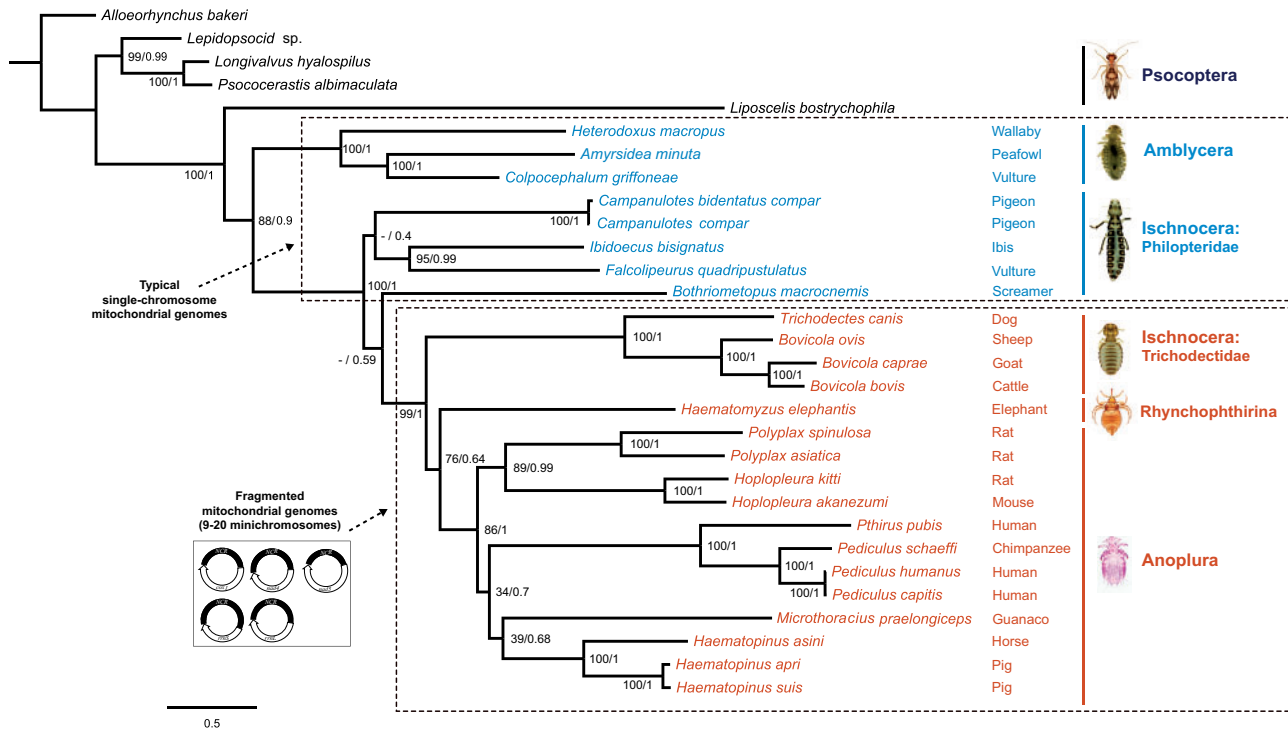 Alloeorhynchus bakeri
Lepidopsocid sp.
99/0.99
Longivalvus hyalospilus
100/1
Psococerastis albimaculata
Psocoptera
Liposcelis bostrychophila
100/1
Heterodoxus macropus Wallaby
100/1
Amyrsidea minuta Peafowl
Amblycera
100/1
Colpocephalum griffoneae Vulture
88/0.9
Campanulotes bidentatus compar Pigeon
100/1
Campanulotes compar Pigeon
Ischnocera:
Philopteridae
- / 0.4
Ibidoecus bisignatus Ibis
95/0.99
Falcolipeurus quadripustulatus Vulture
100/1
Bothriometopus macrocnemis Screamer
Typical
single-chromosome
mitochondrial genomes
- / 0.59
Trichodectes canis Dog
100/1
Bovicola ovis Sheep
Ischnocera:
Trichodectidae
100/1
Bovicola caprae Goat
100/1
Bovicola bovis Cattle
99/1
Haematomyzus elephantis Elephant
Rhynchophthirina
76/0.64
Polyplax spinulosa Rat
100/1
Polyplax asiatica Rat
89/0.99
Hoplopleura kitti Rat
100/1
Hoplopleura akanezumi Mouse
Fragmented
mitochondrial genomes
(9-20 minichromosomes)
86/1
Pthirus pubis Human
100/1
Pediculus schaeffi Chimpanzee
100/1
Pediculus humanus Human
100/1
Pediculus capitis Human
Anoplura
34/0.7
Microthoracius praelongiceps Guanaco
39/0.68
Haematopinus asini Horse
100/1
Haematopinus apri Pig
100/1
Haematopinus suis Pig
NCR
NCR
NCR
NCR
NCR
0.5